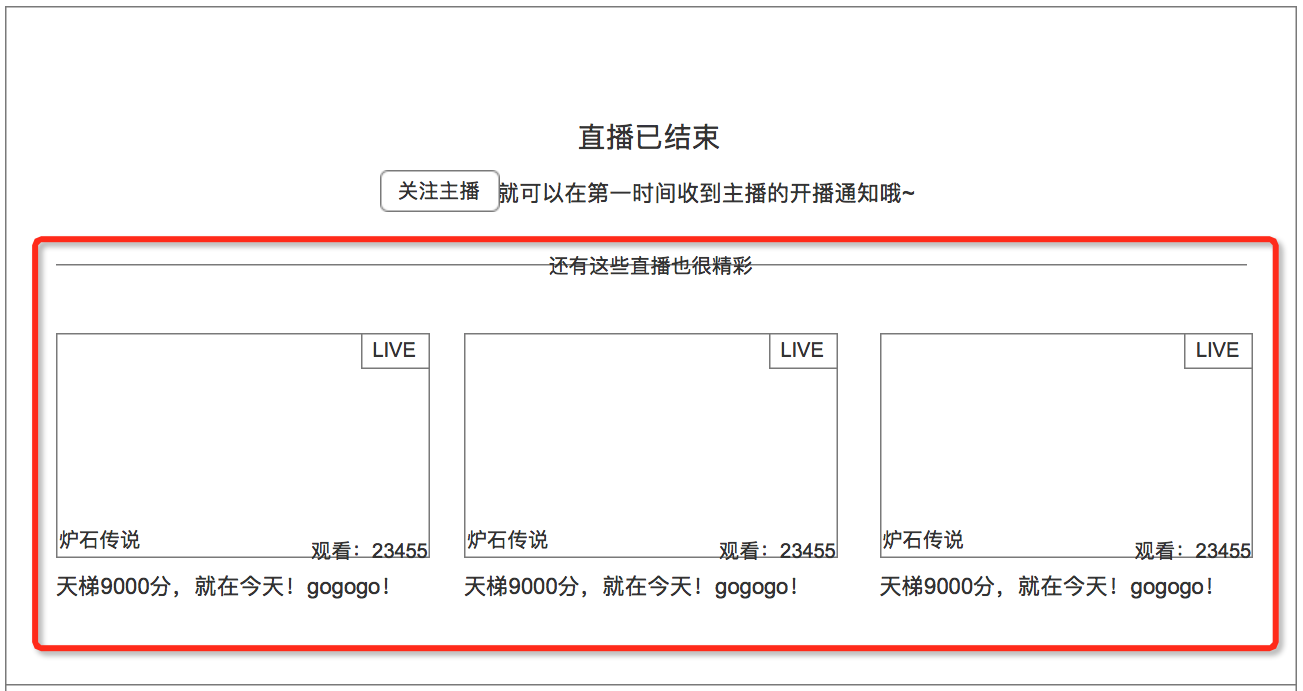 直播已结束
关注主播 就可以在第一时间收到主播的开播通知哦~
还有这些直播也很精彩
LIVE LIVE LIVE
炉石传说 观看：23455 炉石传说 观看：23455 炉石传说 观看：23455
天梯9000分，就在今天！gogogo！ 天梯9000分，就在今天！gogogo！ 天梯9000分，就在今天！gogogo！